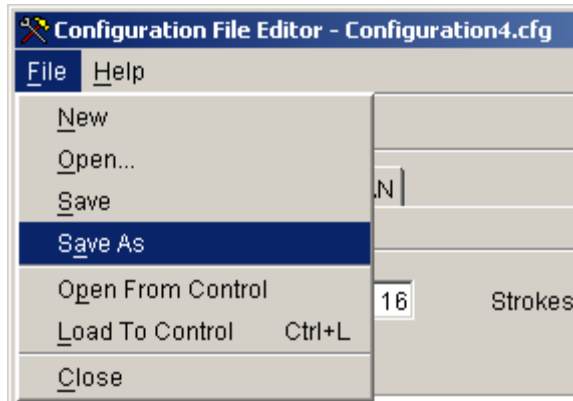 Configuration File Editor - Configuration4.cfg
File Help
New
Open...
Save
Save As
Open From Control
Load To Control Ctrl+L
Close
AN
16 Strokes